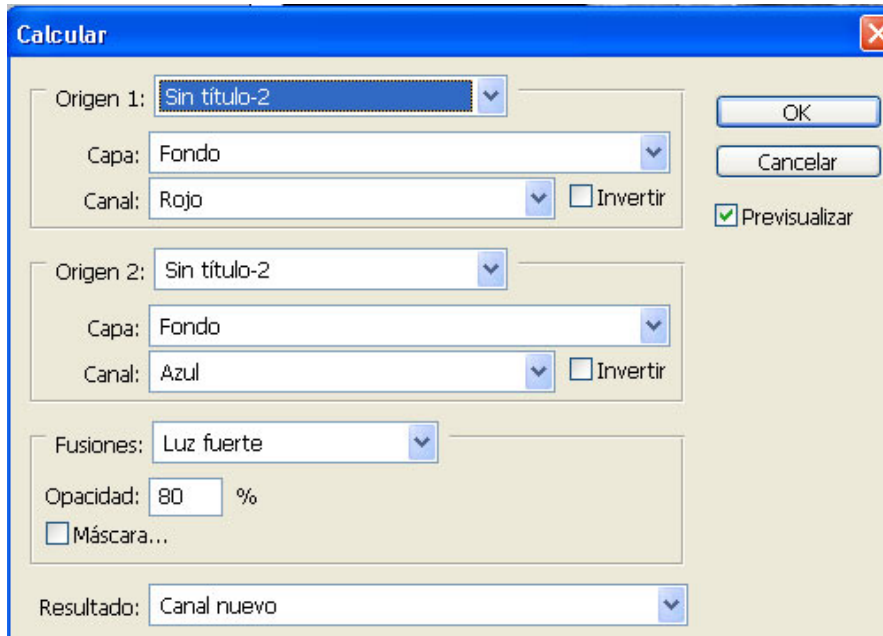 Calcular
Origen 1: Sin título-2
OK
Capa: Fondo
Cancelar
Canal: Rojo Invertir
Previsualizar
Origen 2: Sin título-2
Capa: Fondo
Canal: Azul Invertir
Fusiones: Luz fuerte
Opacidad: 80 %
Máscara...
Resultado: Canal nuevo